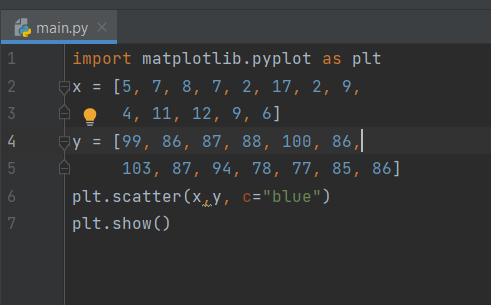 main.py
1 import matplotlib.pyplot as plt
2 x = [5, 7, 8, 7, 2, 17, 2, 9,
3 4, 11, 12, 9, 6]
4 y = [99, 86, 87, 88, 100, 86,
5 103, 87, 94, 78, 77, 85, 86]
6 plt.scatter(x,y, c="blue")
7 plt.show()